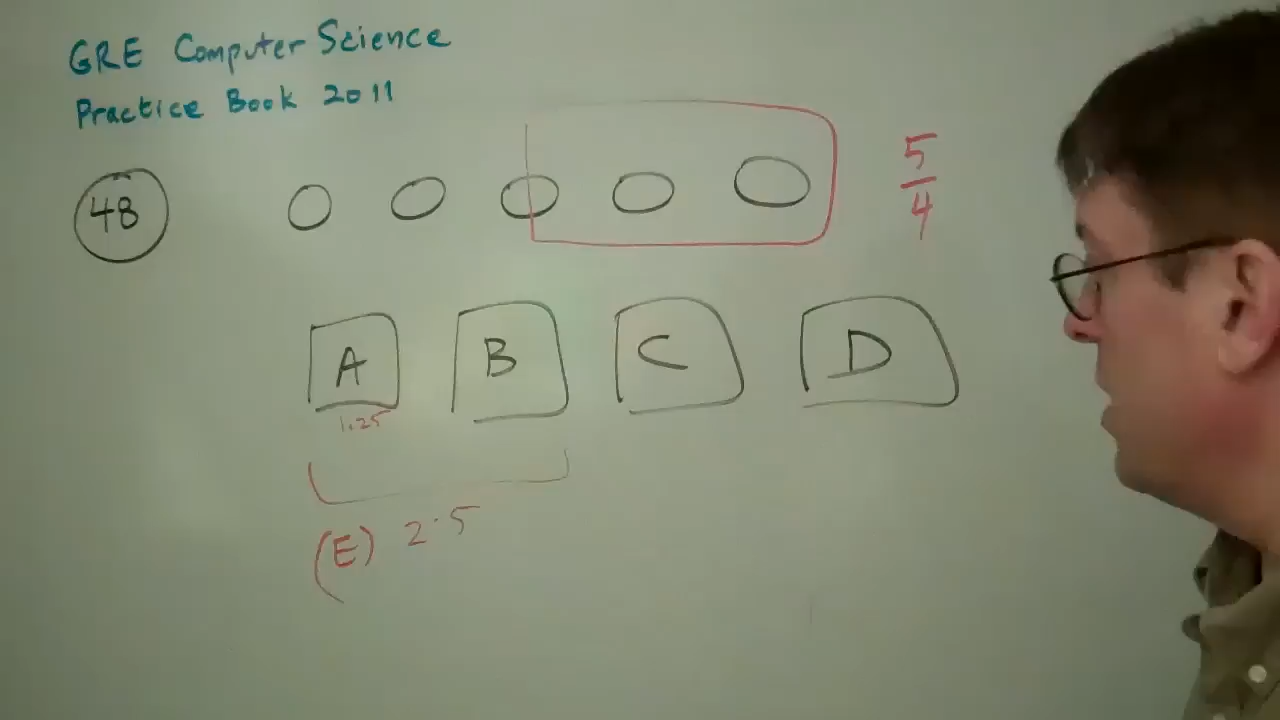 GRE Computer Science
Practice Book 2011
48
5
4
A B C D
1.25
(E) 2.5